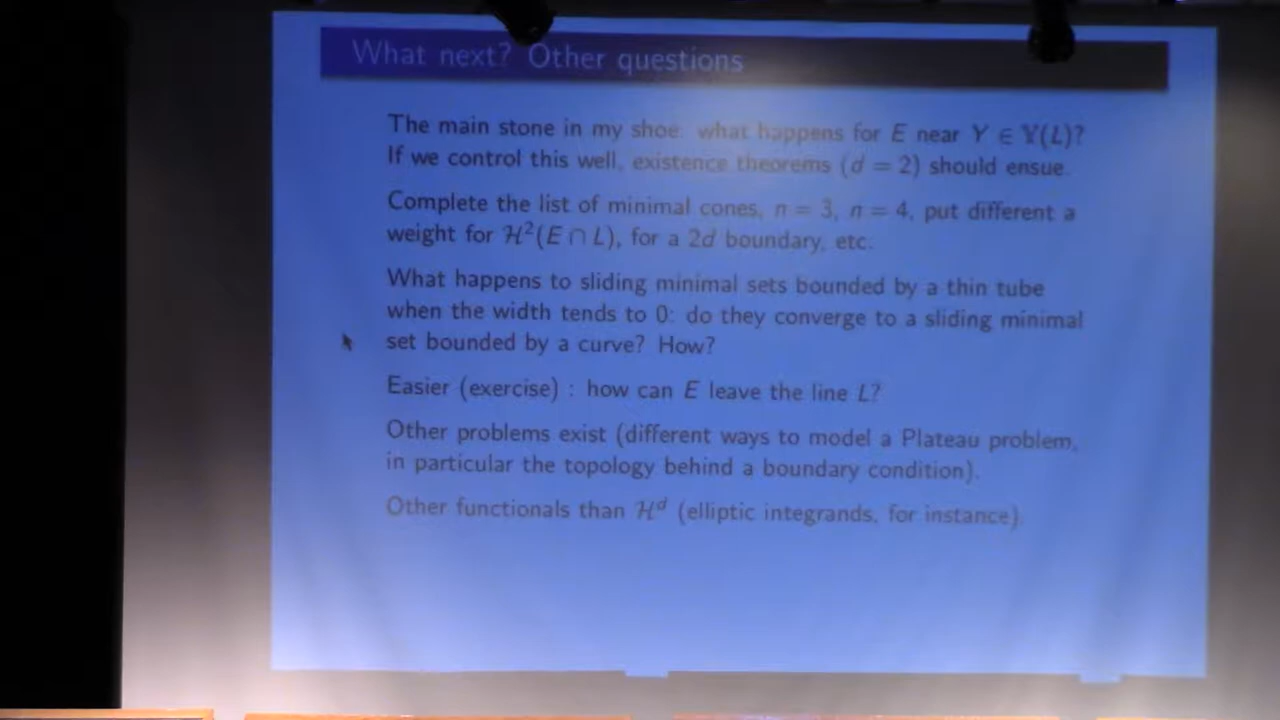 What next? Other questions
The main stone in my shoe: what happens for E near Y ∈ 𝕐(L)?
If we control this well, existence theorems (d = 2) should ensue.
Complete the list of minimal cones, n = 3, n = 4, put different a
weight for ℋ²(E ∩ L), for a 2d boundary, etc.
What happens to sliding minimal sets bounded by a thin tube
when the width tends to 0: do they converge to a sliding minimal
set bounded by a curve? How?
Easier (exercise) : how can E leave the line L?
Other problems exist (different ways to model a Plateau problem,
in particular the topology behind a boundary condition).
Other functionals than ℋᵈ (elliptic integrands, for instance)